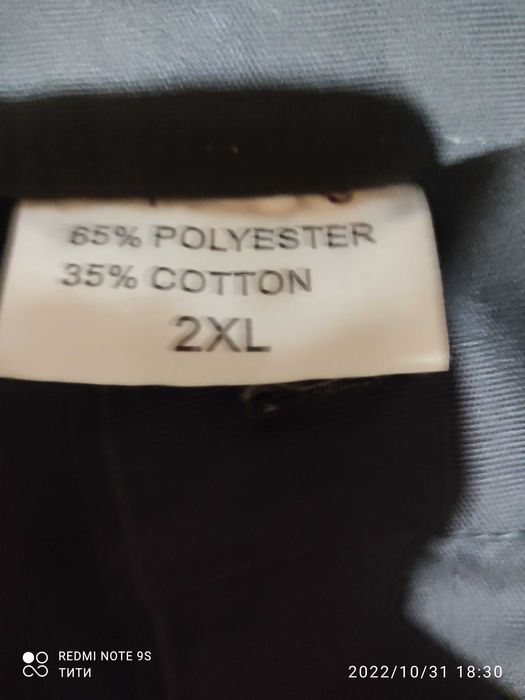 65% POLYESTER
35% COTTON
2XL
REDMI NOTE 9S
ТИТИ
2022/10/31 18:30